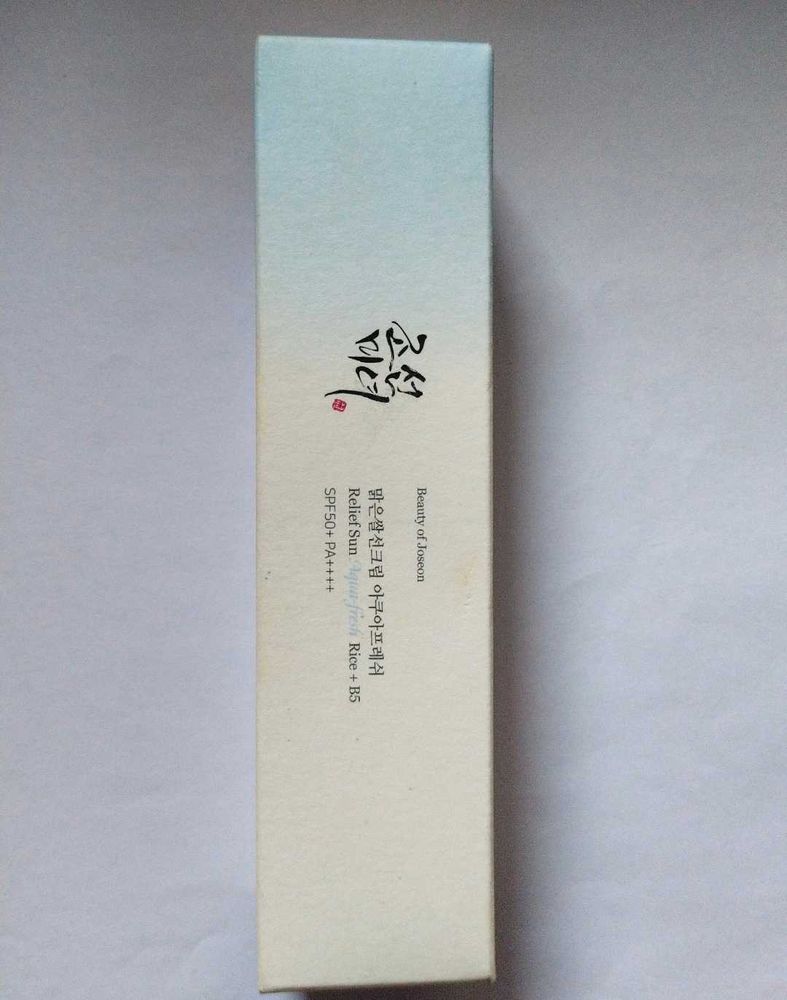 조선
미녀
Beauty of Joseon
맑은쌀선크림 아쿠아프레쉬
Relief Sun Aqua-fresh Rice + B5
SPF50+ PA++++